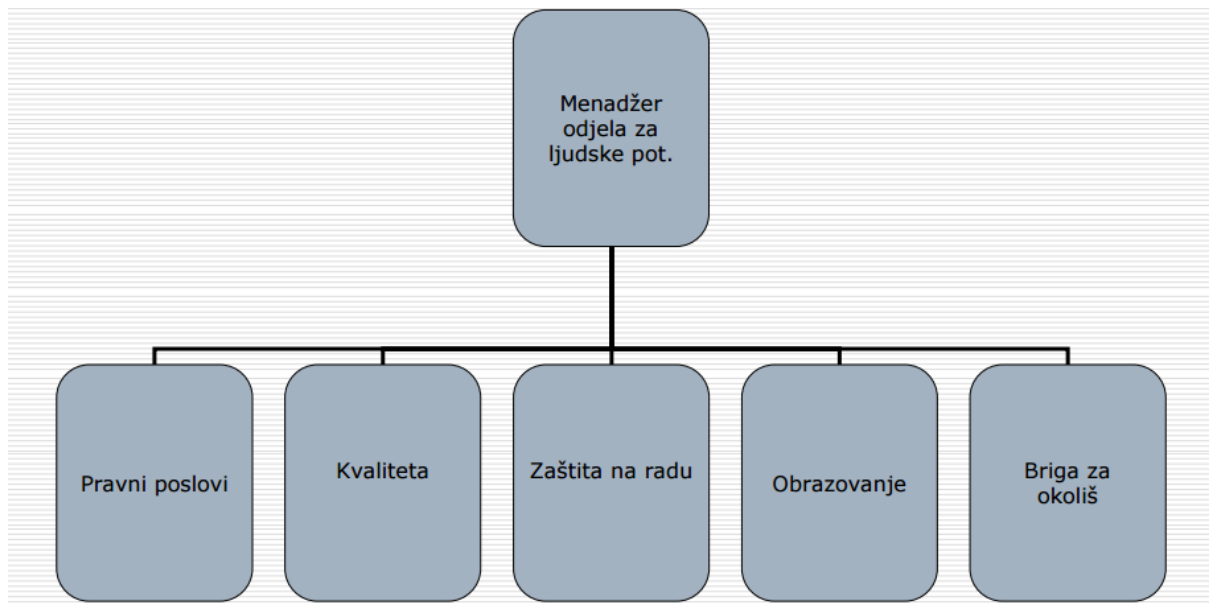 Menadžer
odjela za
ljudske pot.
Pravni poslovi
Kvaliteta
Zaštita na radu
Obrazovanje
Briga za
okoliš